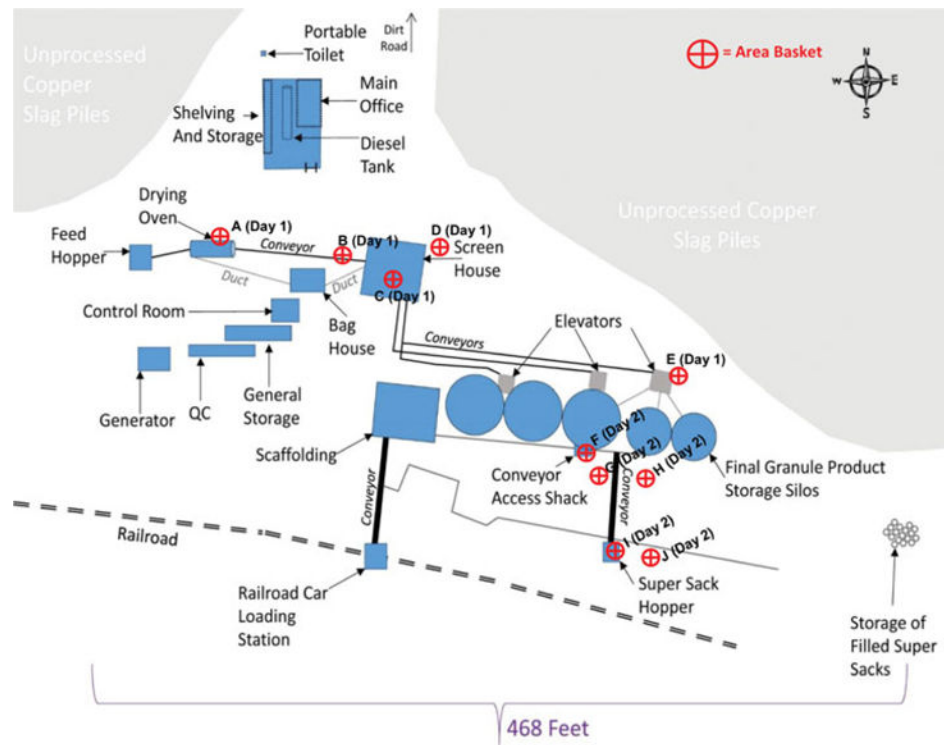 Portable
Toilet
Dirt
Road
= Area Basket
N
W
E
S
Unprocessed
Copper
Slag Piles
Main
Office
Shelving
And Storage
Diesel
Tank
Unprocessed Copper
Slag Piles
Drying
Oven
A (Day 1)
Feed
Hopper
Conveyor
B (Day 1)
D (Day 1)
Screen
House
Duct
Duct
C (Day 1)
Control Room
Bag
House
Conveyors
Elevators
E (Day 1)
Generator
QC
General
Storage
Scaffolding
F (Day 2)
G (Day 2)
H (Day 2)
Conveyor
Access Shack
Conveyor
Final Granule Product
Storage Silos
Conveyor
Railroad
I (Day 2)
J (Day 2)
Railroad Car
Loading
Station
Super Sack
Hopper
Storage of
Filled Super
Sacks
468 Feet